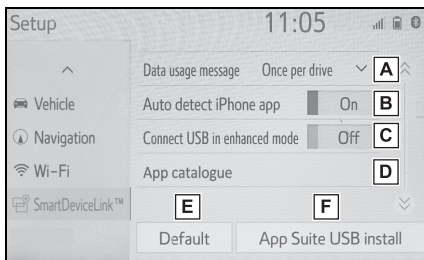 Setup 11:05
Data usage message Once per drive A
Auto detect iPhone app On B
Vehicle
Connect USB in enhanced mode Off C
Navigation
Wi-Fi
App catalogue D
SmartDeviceLink™
E F
Default App Suite USB install